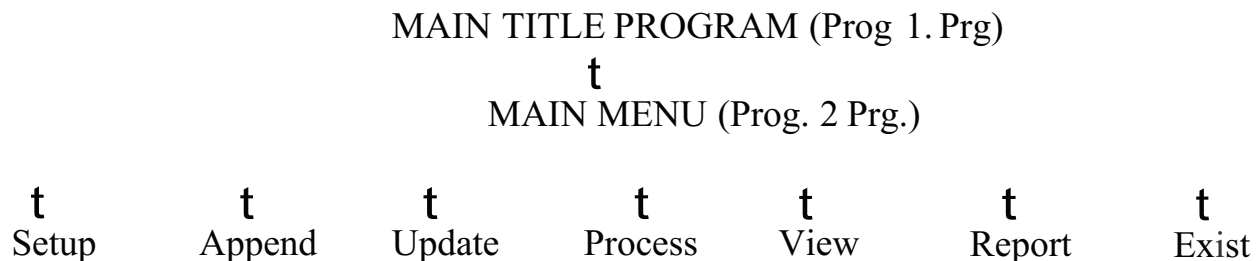 MAIN TITLE PROGRAM (Prog 1. Prg)
t
MAIN MENU (Prog. 2 Prg.)
t t t t t t t
Setup Append Update Process View Report Exist